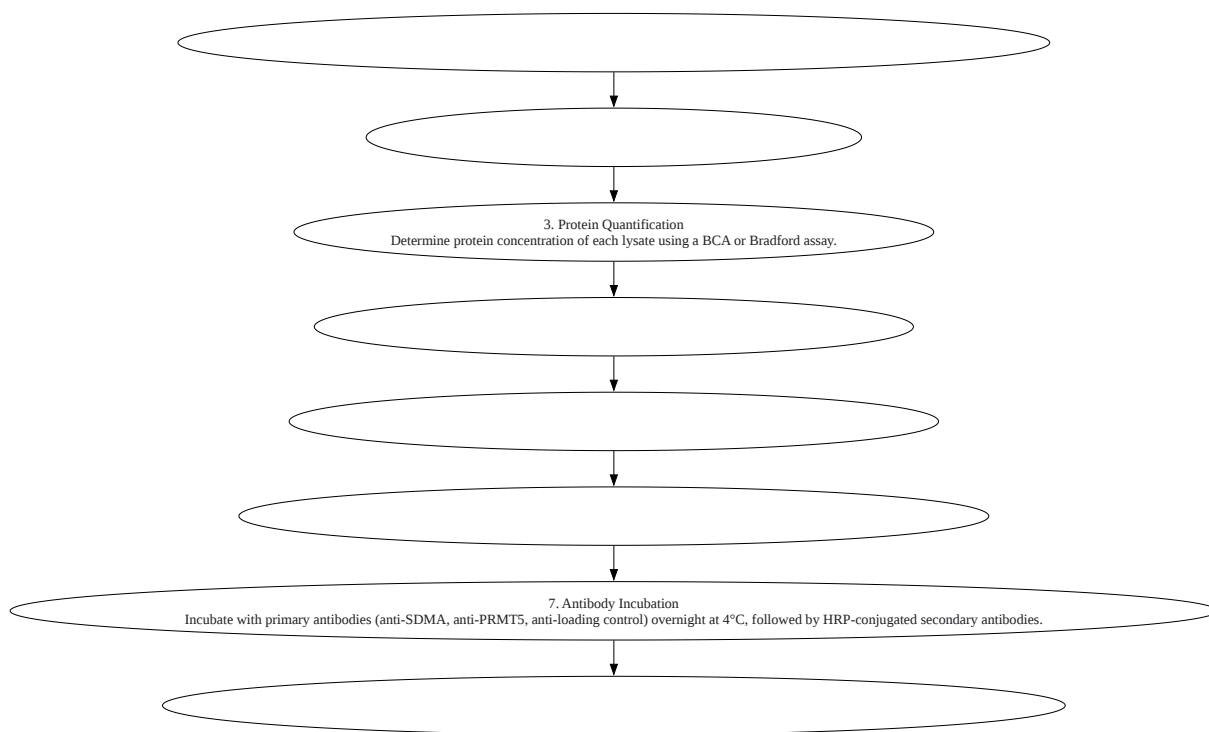 3. Protein Quantification
Determine protein concentration of each lysate using a BCA or Bradford assay.
7. Antibody Incubation
Incubate with primary antibodies (anti-SDMA, anti-PRMT5, anti-loading control) overnight at 4°C, followed by HRP-conjugated secondary antibodies.